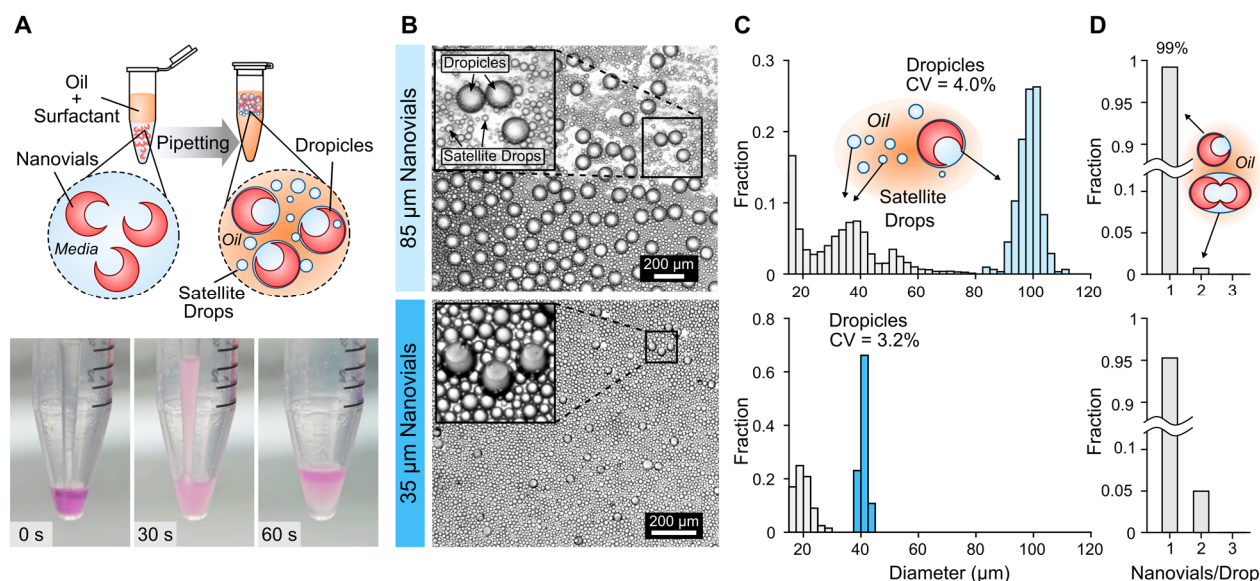 A
Oil
+
Surfactant
Nanovials
Pipetting
Dropicles
Media
Oil
Satellite
Drops
0 s
30 s
60 s
B
85 µm Nanovials
Dropicles
Satellite Drops
200 µm
35 µm Nanovials
200 µm
C
Dropicles
CV = 4.0%
Oil
Satellite
Drops
Fraction
0.3
0.2
0.1
0
20
40
60
80
100
120
Dropicles
CV = 3.2%
Fraction
0.8
0.6
0.4
0.2
0
20
40
60
80
100
120
Diameter (µm)
D
99%
Oil
Fraction
1
0.95
0.9
0.1
0.05
0
1
2
3
Fraction
1
0.95
0.9
0.1
0.05
0
1
2
3
Nanovials/Drop